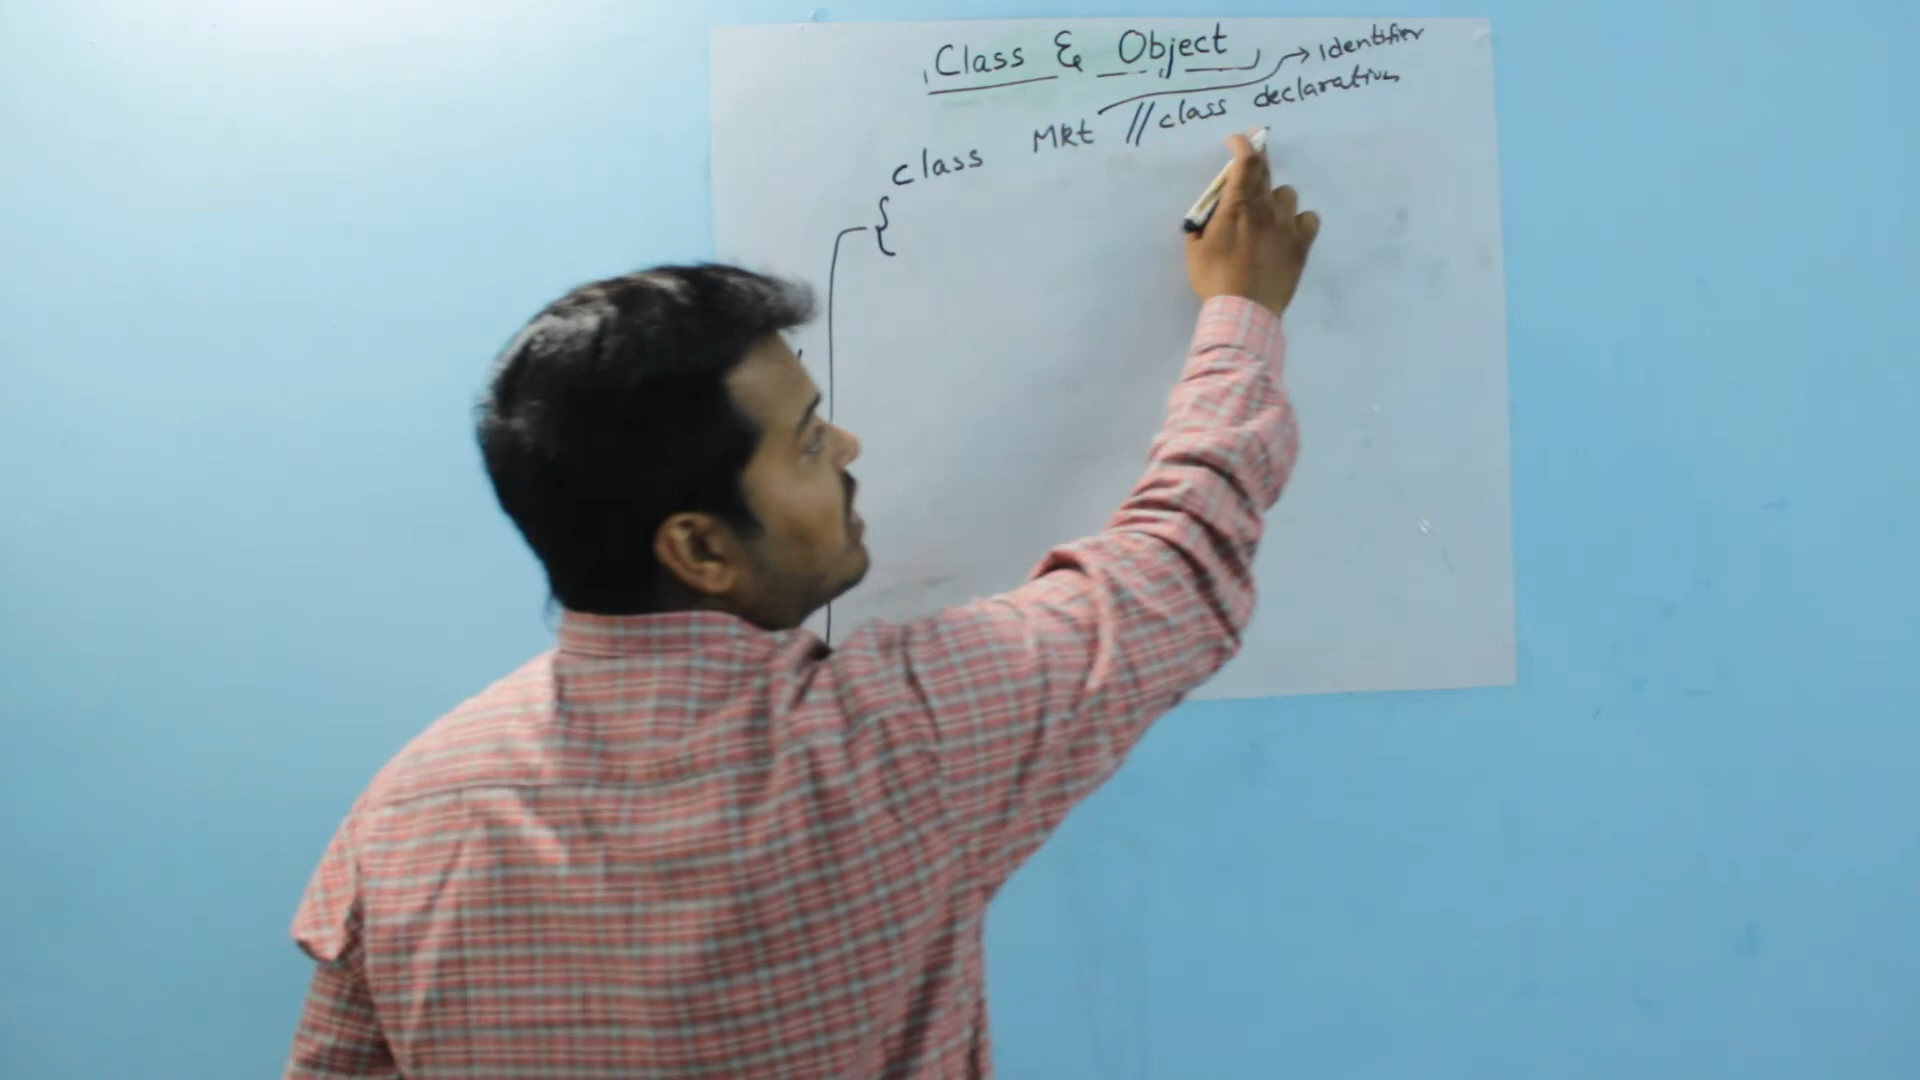 Class & Object
→ Identifier
class Mkt //class declaration
{